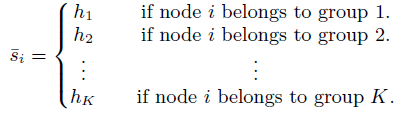 h₁ if node i belongs to group 1.
h₂ if node i belongs to group 2.
s̄ᵢ =
⋮ ⋮
h_K if node i belongs to group K.